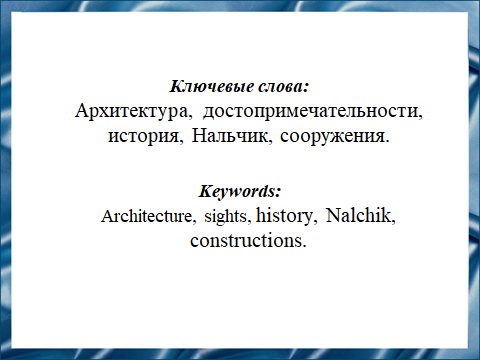 Ключевые слова:
Архитектура, достопримечательности,
история, Нальчик, сооружения.
Keywords:
Architecture, sights, history, Nalchik,
constructions.